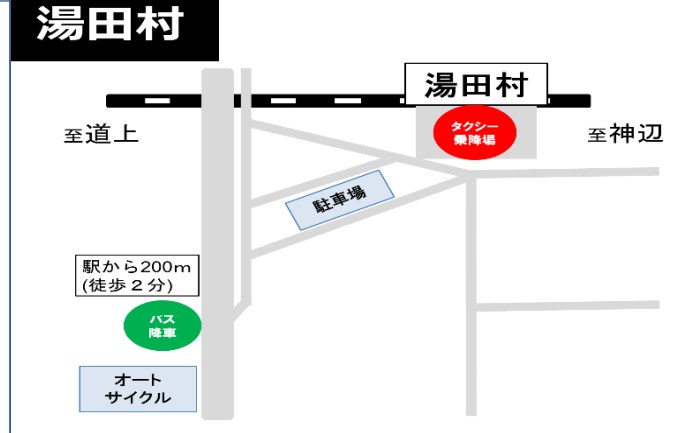 湯田村
湯田村
タクシー
乗降場
至道上
至神辺
駐車場
駅から200m
(徒歩２分)
バス
降車
オート
サイクル